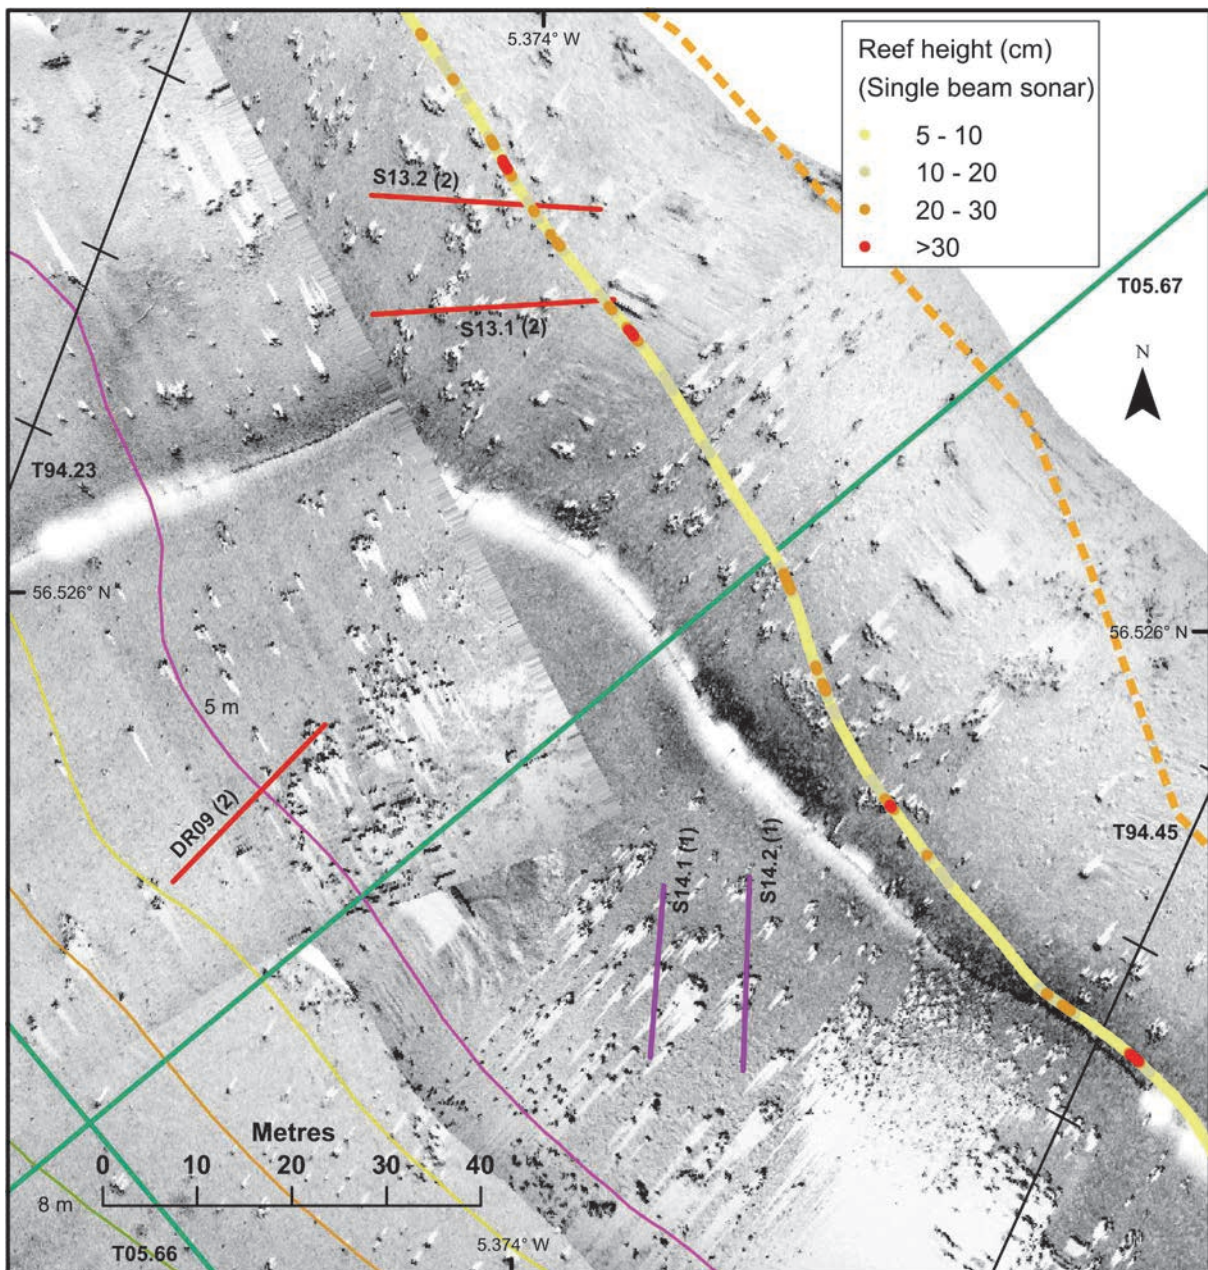 5.374° W
Reef height (cm)
(Single beam sonar)
5 - 10
10 - 20
20 - 30
>30
S13.2 (2)
T05.67
S13.1 (2)
N
T94.23
56.526° N
56.526° N
5 m
DR09 (2)
T94.45
S14.1 (1)
S14.2 (1)
Metres
0 10 20 30 40
8 m
T05.66
5.374° W